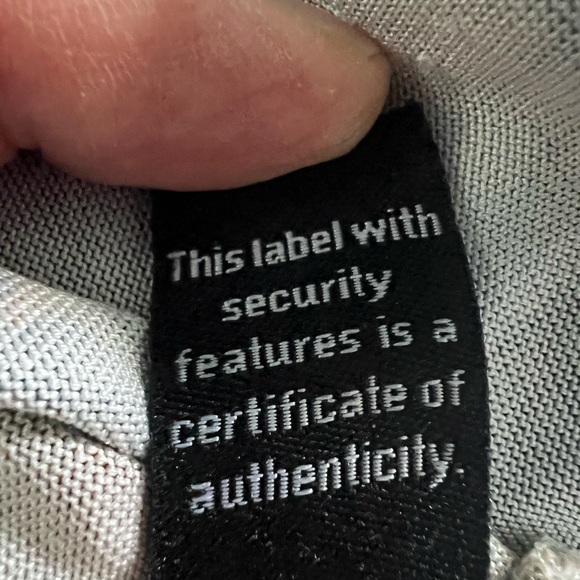 This label with
security
features is a
certificate of
authenticity.